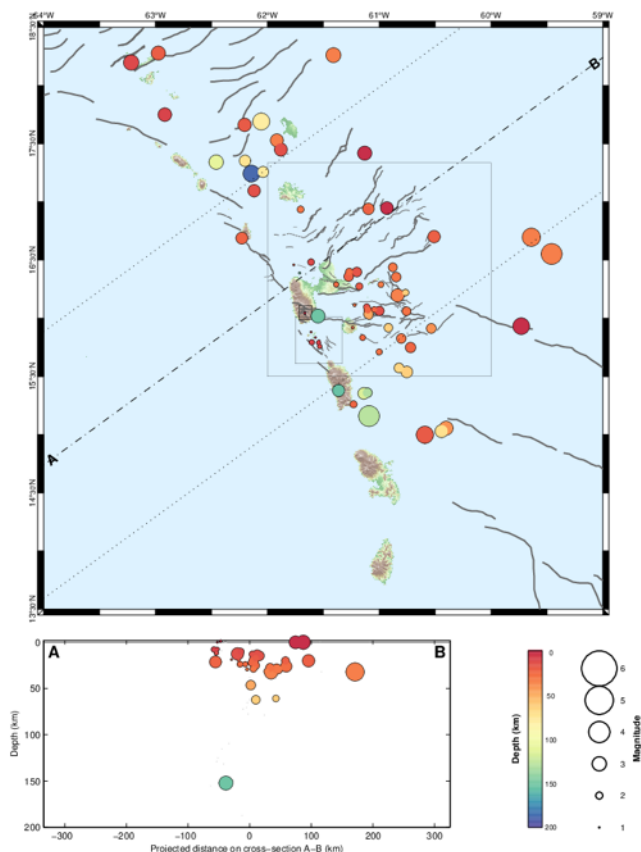 64°W 63°W 62°W 61°W 60°W 59°W
18°30'N
17°30'N
16°30'N
15°30'N
14°30'N
13°30'N
B
A
A B
0
50
100
150
200
Depth (km)
−300 −200 −100 0 100 200 300
Projected distance on cross−section A−B (km)
Depth (km)
0
50
100
150
200
6
5
4
3
2
1
Magnitude